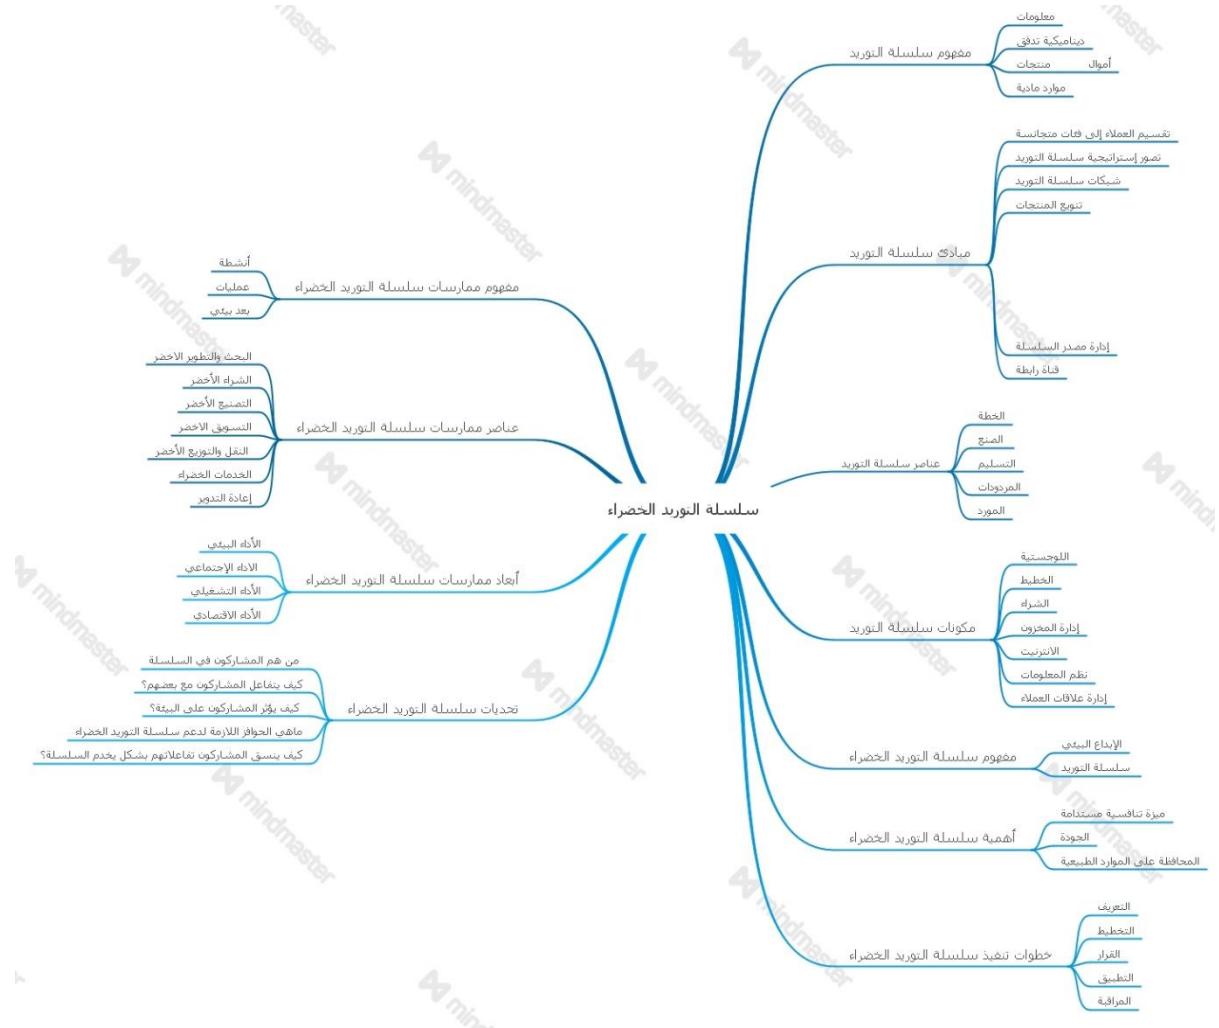 سلسلة التوريد الخضراء
مفهوم سلسلة التوريد
معلومات
ديناميكية تدفق
منتجات أموال
موارد مادية
مبادئ سلسلة التوريد
تقسيم العملاء إلى فئات متجانسة
تصور إستراتيجية سلسلة التوريد
شبكات سلسلة التوريد
تنويع المنتجات
إدارة مصدر السلسلة
قناة رابطة
عناصر سلسلة التوريد
الخطة
الصنع
التسليم
المردودات
المورد
مكونات سلسلة التوريد
اللوجستية
الخطيط
الشراء
إدارة المخزون
الانترنيت
نظم المعلومات
إدارة علاقات العملاء
مفهوم سلسلة التوريد الخضراء
الإبداع البيئي
سلسلة التوريد
أهمية سلسلة التوريد الخضراء
ميزة تنافسية مستدامة
الجودة
المحافظة على الموارد الطبيعية
خطوات تنفيذ سلسلة التوريد الخضراء
التعريف
التخطيط
القرار
التطبيق
المراقبة
مفهوم ممارسات سلسلة التوريد الخضراء
أنشطة
عمليات
بعد بيئي
عناصر ممارسات سلسلة التوريد الخضراء
البحث والتطوير الاخضر
الشراء الأخضر
التصنيع الأخضر
التسويق الاخضر
النقل والتوزيع الأخضر
الخدمات الخضراء
إعادة التدوير
أبعاد ممارسات سلسلة التوريد الخضراء
الأداء البيئي
الاداء الإجتماعي
الأداء التشغيلي
الأداء الاقتصادي
تحديات سلسلة التوريد الخضراء
من هم المشاركون في السلسلة
كيف يتفاعل المشاركون مع بعضهم؟
كيف يؤثر المشاركون على البيئة؟
ماهي الحوافز اللازمة لدعم سلسلة التوريد الخضراء
كيف ينسق المشاركون تفاعلاتهم بشكل يخدم السلسلة؟
mindmaster